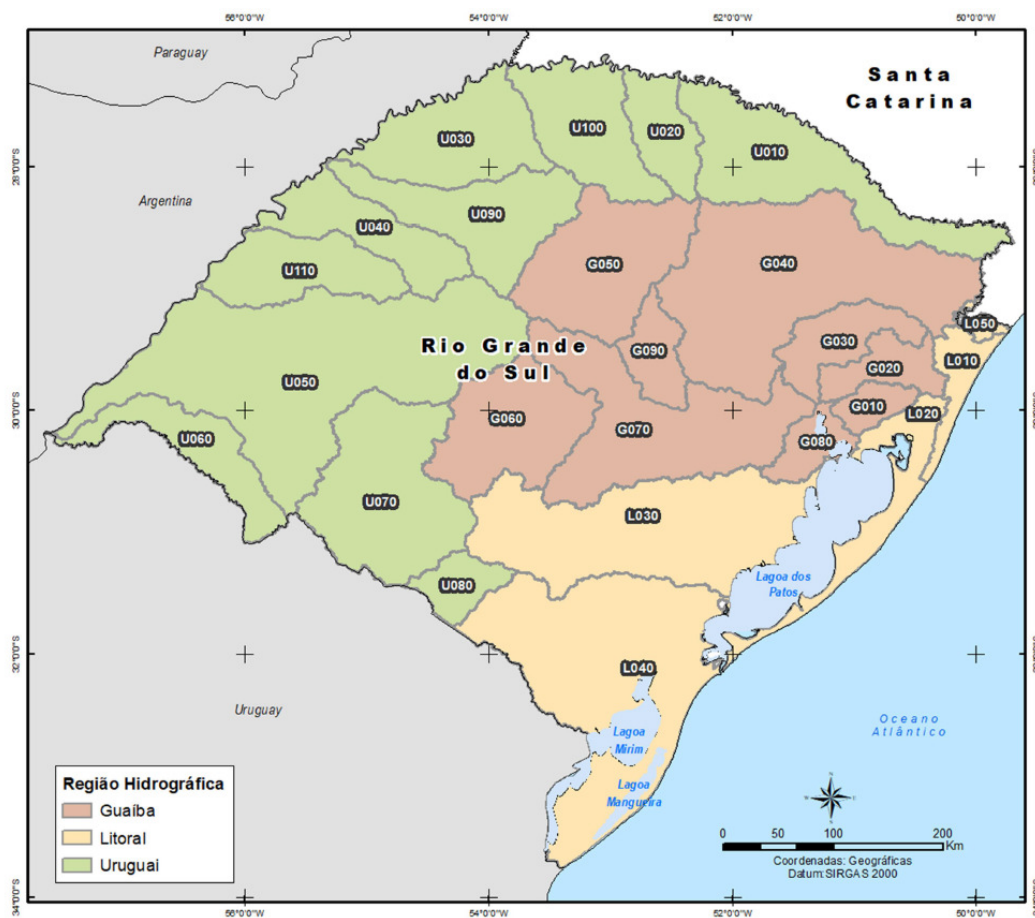 56°0'0"W
54°0'0"W
52°0'0"W
50°0'0"W
Paraguay
Santa
Catarina
U030
U100
U020
U010
28°0'0"S
Argentina
U090
U040
U110
G050
G040
L050
Rio Grande
do Sul
G090
G030
L010
G020
U050
G060
G010
L020
30°0'0"S
U060
G070
G080
U070
L030
Lagoa dos
Patos
U080
32°0'0"S
L040
Uruguay
Oceano
Atlântico
Lagoa
Mirim
Lagoa
Mangueira
Região Hidrográfica
Guaíba
Litoral
Uruguai
0 50 100 200
Km
Coordenadas: Geográficas
Datum:SIRGAS 2000
34°0'0"S
56°0'0"W
54°0'0"W
52°0'0"W
50°0'0"W